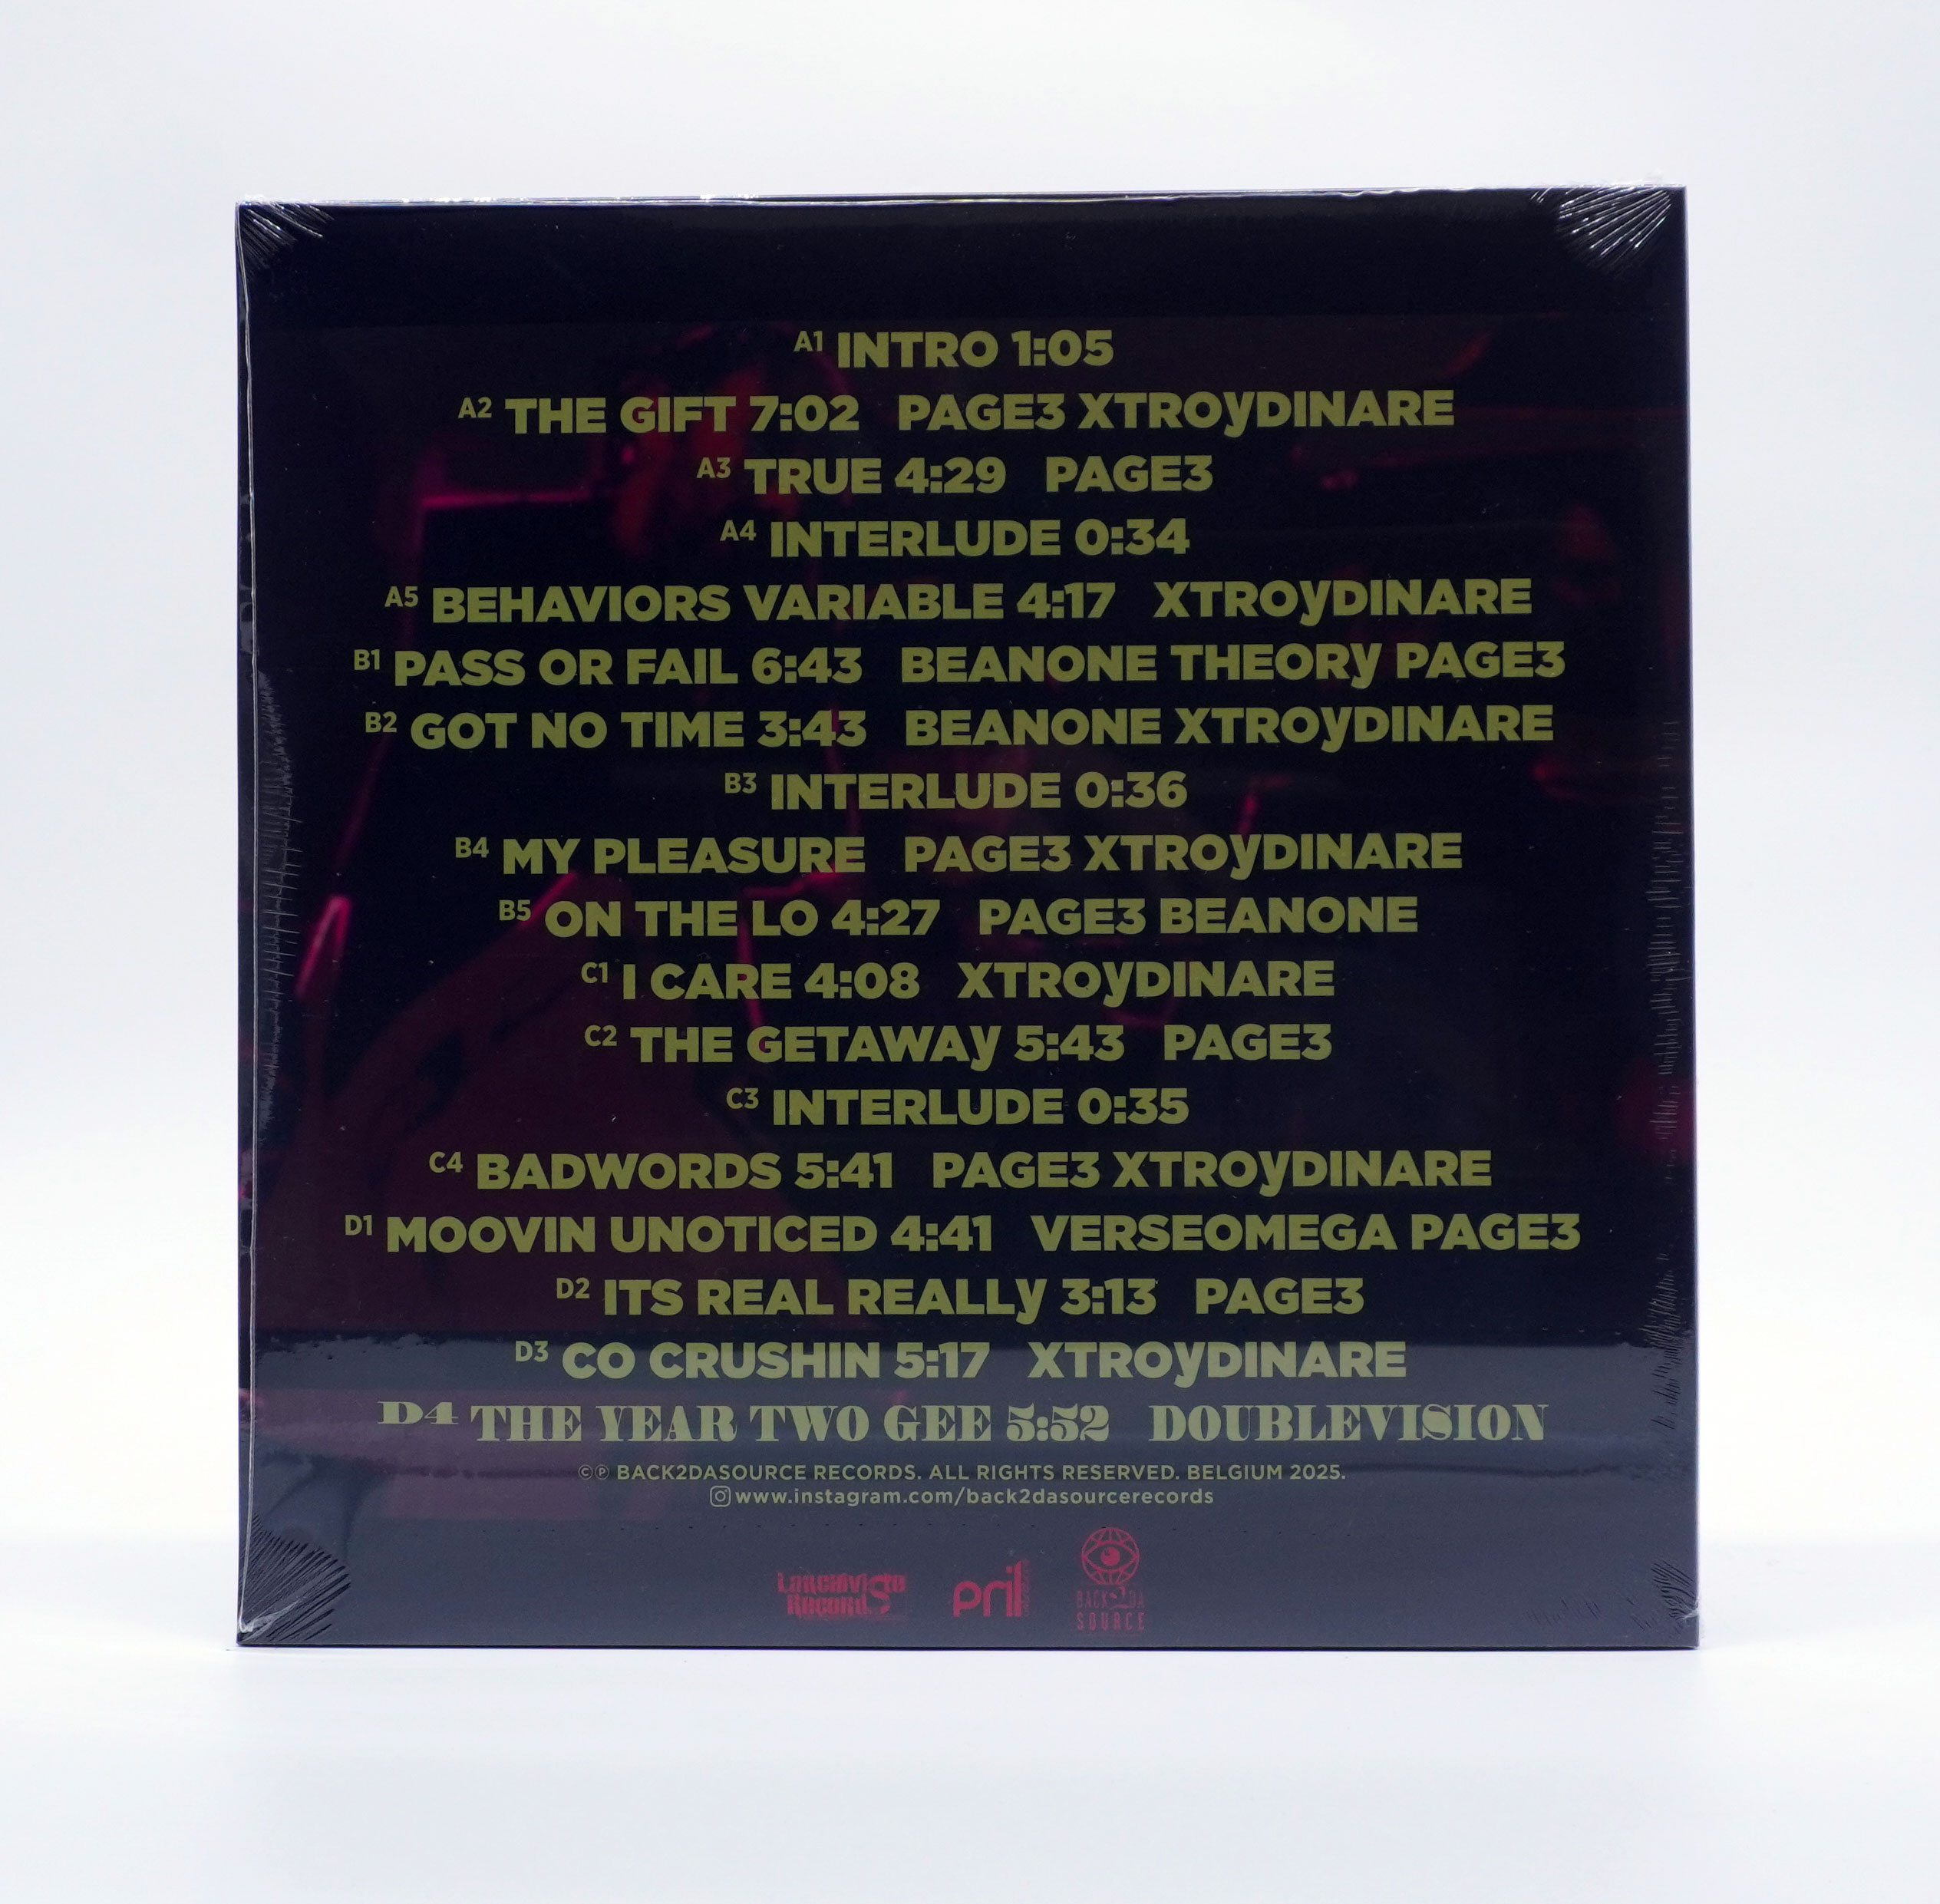 A1 INTRO 1:05
A2 THE GIFT 7:02 PAGE3 XTROyDINARE
A3 TRUE 4:29 PAGE3
A4 INTERLUDE 0:34
A5 BEHAVIORS VARIABLE 4:17 XTROyDINARE
B1 PASS OR FAIL 6:43 BEANONE THEORy PAGE3
B2 GOT NO TIME 3:43 BEANONE XTROyDINARE
B3 INTERLUDE 0:36
B4 MY PLEASURE PAGE3 XTROyDINARE
B5 ON THE LO 4:27 PAGE3 BEANONE
C1 I CARE 4:08 XTROyDINARE
C2 THE GETAWAy 5:43 PAGE3
C3 INTERLUDE 0:35
C4 BADWORDS 5:41 PAGE3 XTROyDINARE
D1 MOOVIN UNOTICED 4:41 VERSEOMEGA PAGE3
D2 ITS REAL REALLy 3:13 PAGE3
D3 CO CRUSHIN 5:17 XTROyDINARE
D4 THE YEAR TWO GEE 5:52 DOUBLEVISION
©℗ BACK2DASOURCE RECORDS. ALL RIGHTS RESERVED. BELGIUM 2025.
www.instagram.com/back2dasourcerecords
Larchiviste
Records
pril
BACK2DA
SOURCE